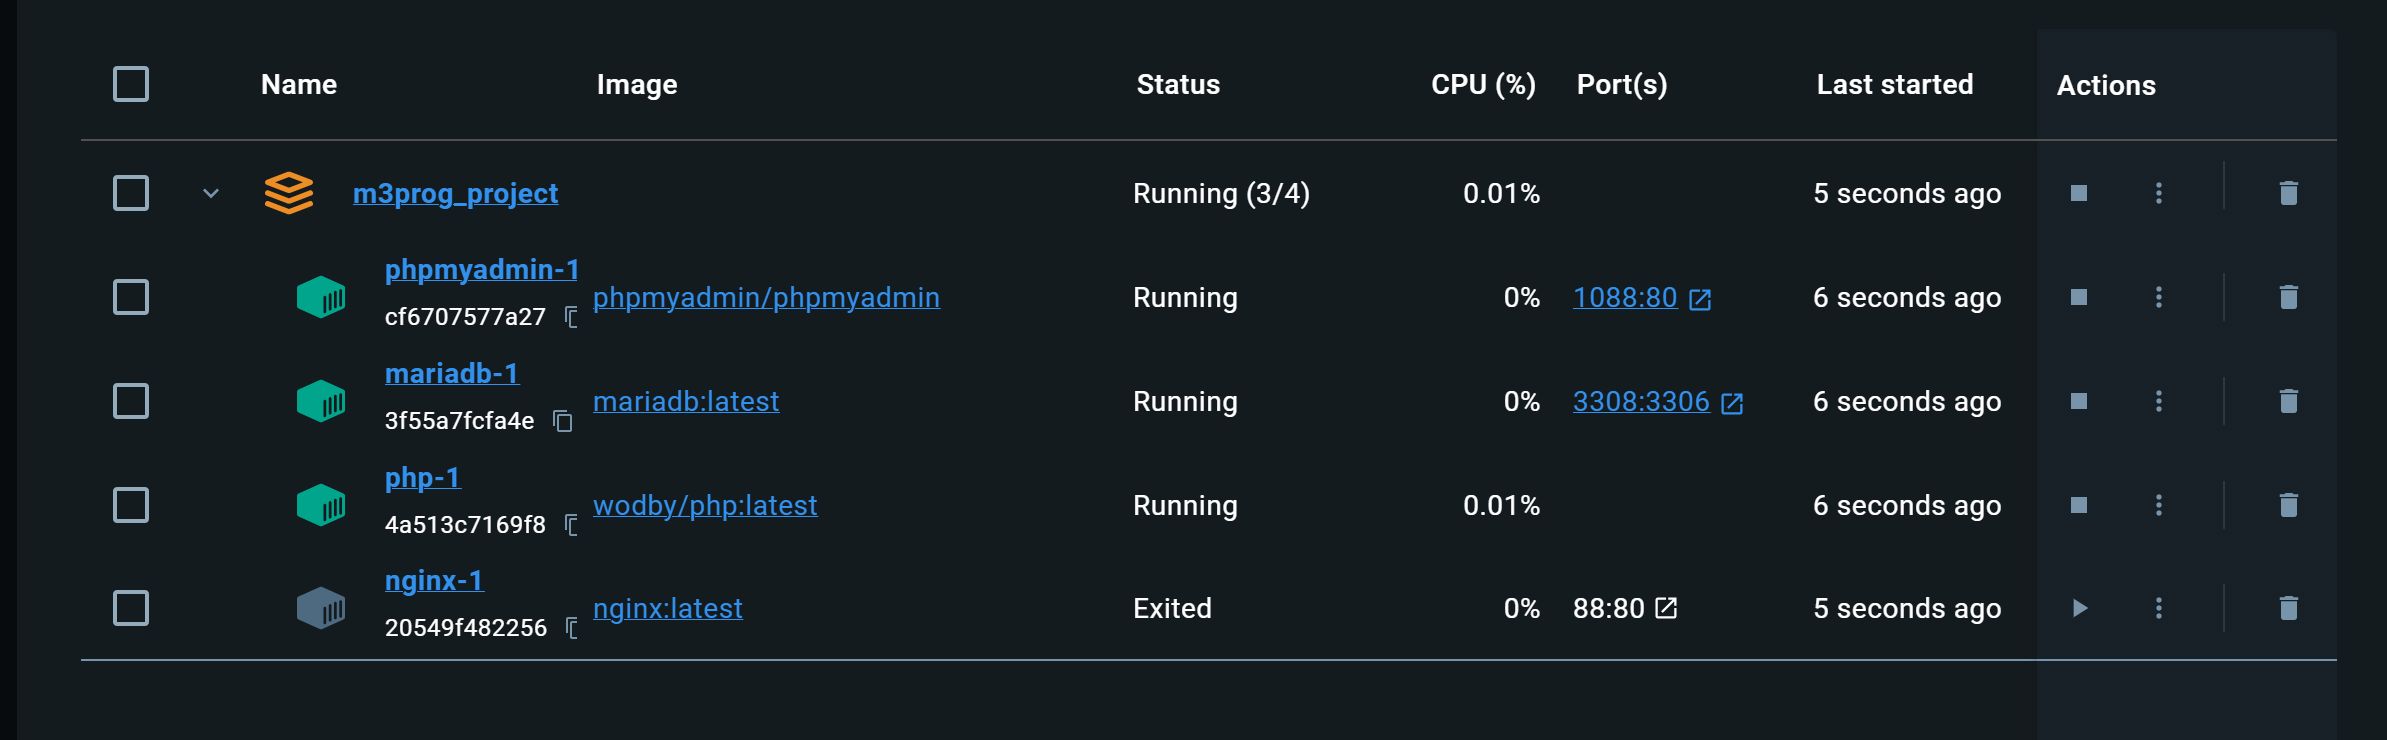 Name Image Status CPU (%) Port(s) Last started Actions
m3prog_project Running (3/4) 0.01% 5 seconds ago
phpmyadmin-1
cf6707577a27 phpmyadmin/phpmyadmin Running 0% 1088:80 6 seconds ago
mariadb-1
3f55a7fcfa4e mariadb:latest Running 0% 3308:3306 6 seconds ago
php-1
4a513c7169f8 wodby/php:latest Running 0.01% 6 seconds ago
nginx-1
20549f482256 nginx:latest Exited 0% 88:80 5 seconds ago